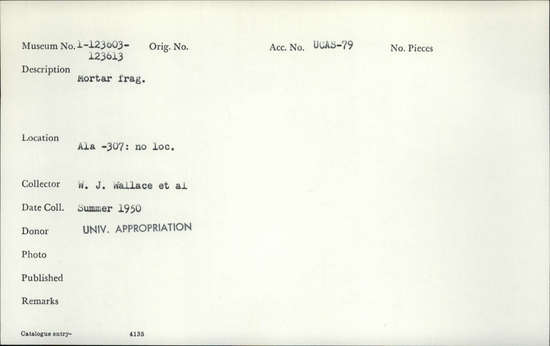 Museum No. 1-123603- Orig. No. Acc. No. UCAS-79 No. Pieces
123613
Description Mortar frag.
Location
Ala -307: no loc.
Collector W. J. Wallace et al
Date Coll. Summer 1950
Donor UNIV. APPROPRIATION
Photo
Published
Remarks
Catalogue entry- 4135